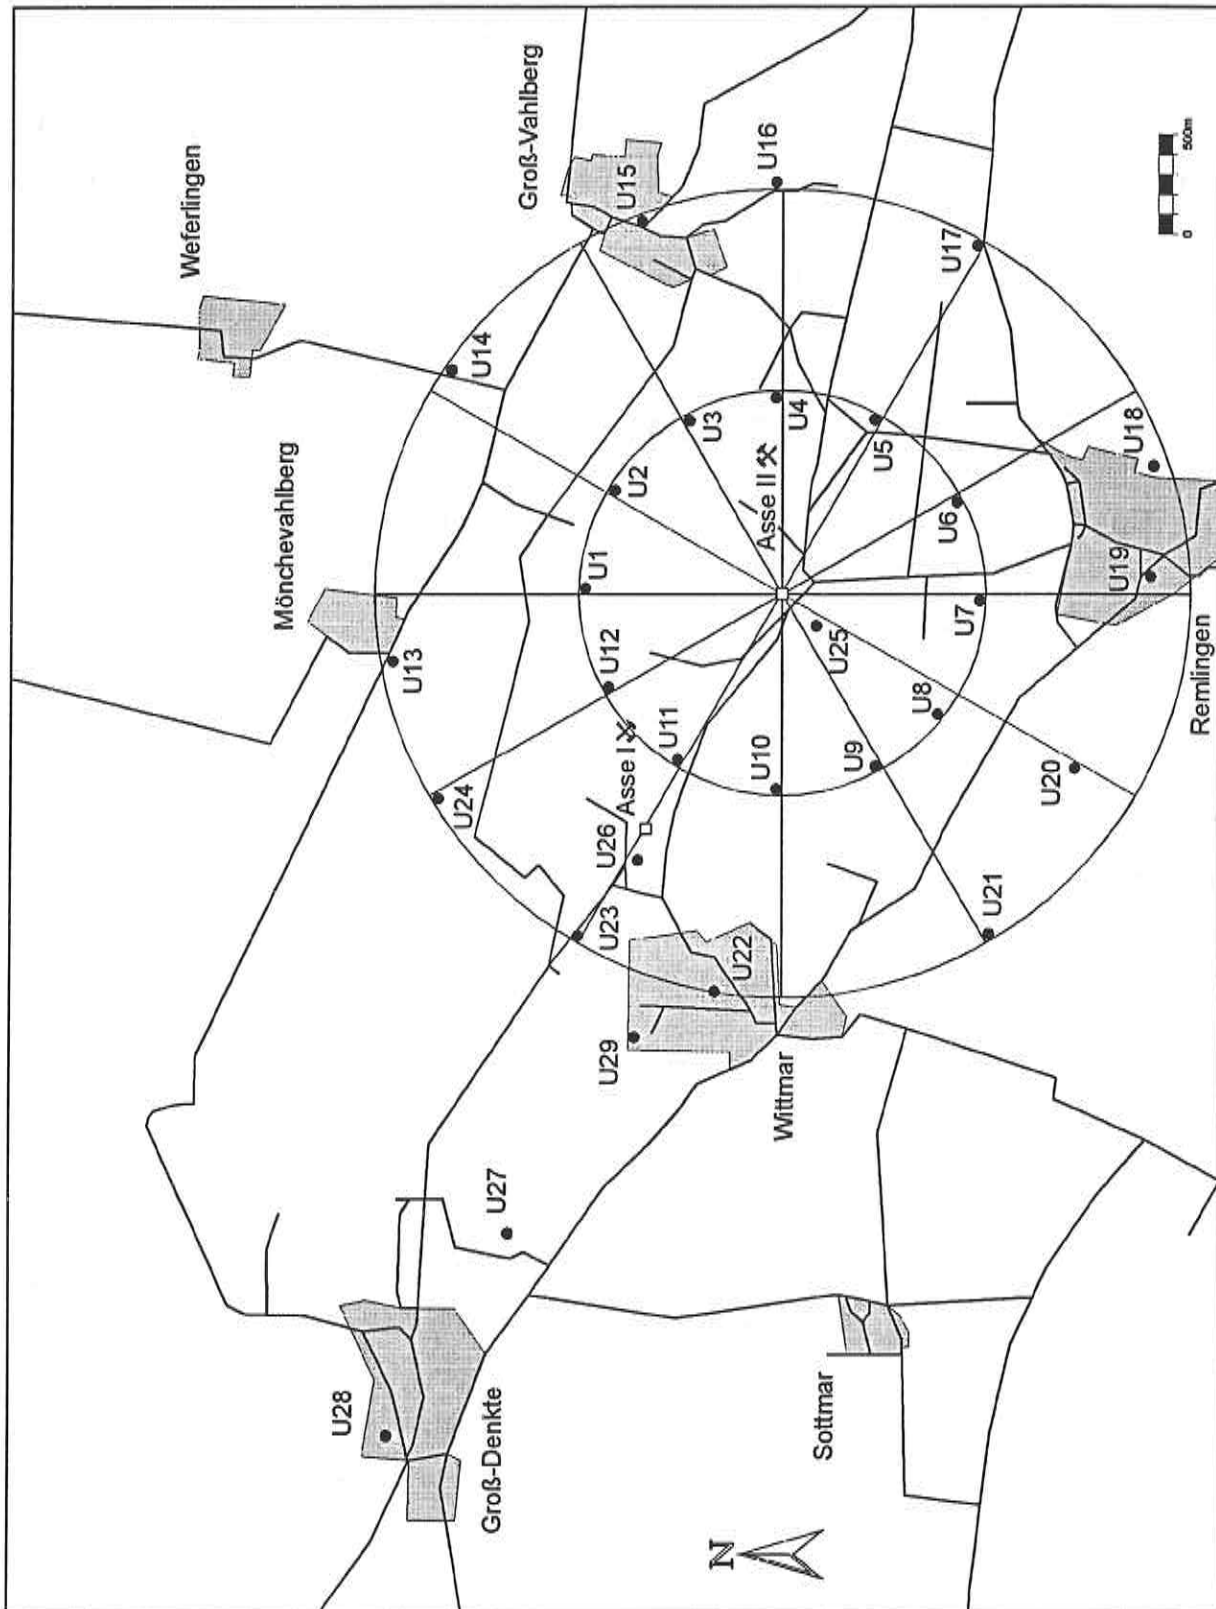 Weferlingen
Groß-Vahlberg
Mönchevahlberg
U15
U16
U14
U13
U17
U3
U4
U2
U1
U5
Asse II
U12
U6
U18
U11
Asse I
U10
U25
U7
U19
U24
U9
U8
U26
U23
U20
Remlingen
U22
U21
U29
Wittmar
U27
U28
Groß-Denkte
Sottmar
N
0
500m